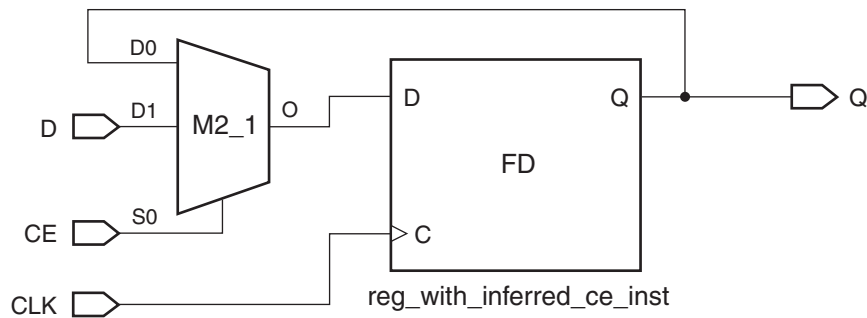 D0
D D1 M2_1 O D Q Q
FD
CE S0 C
CLK
reg_with_inferred_ce_inst